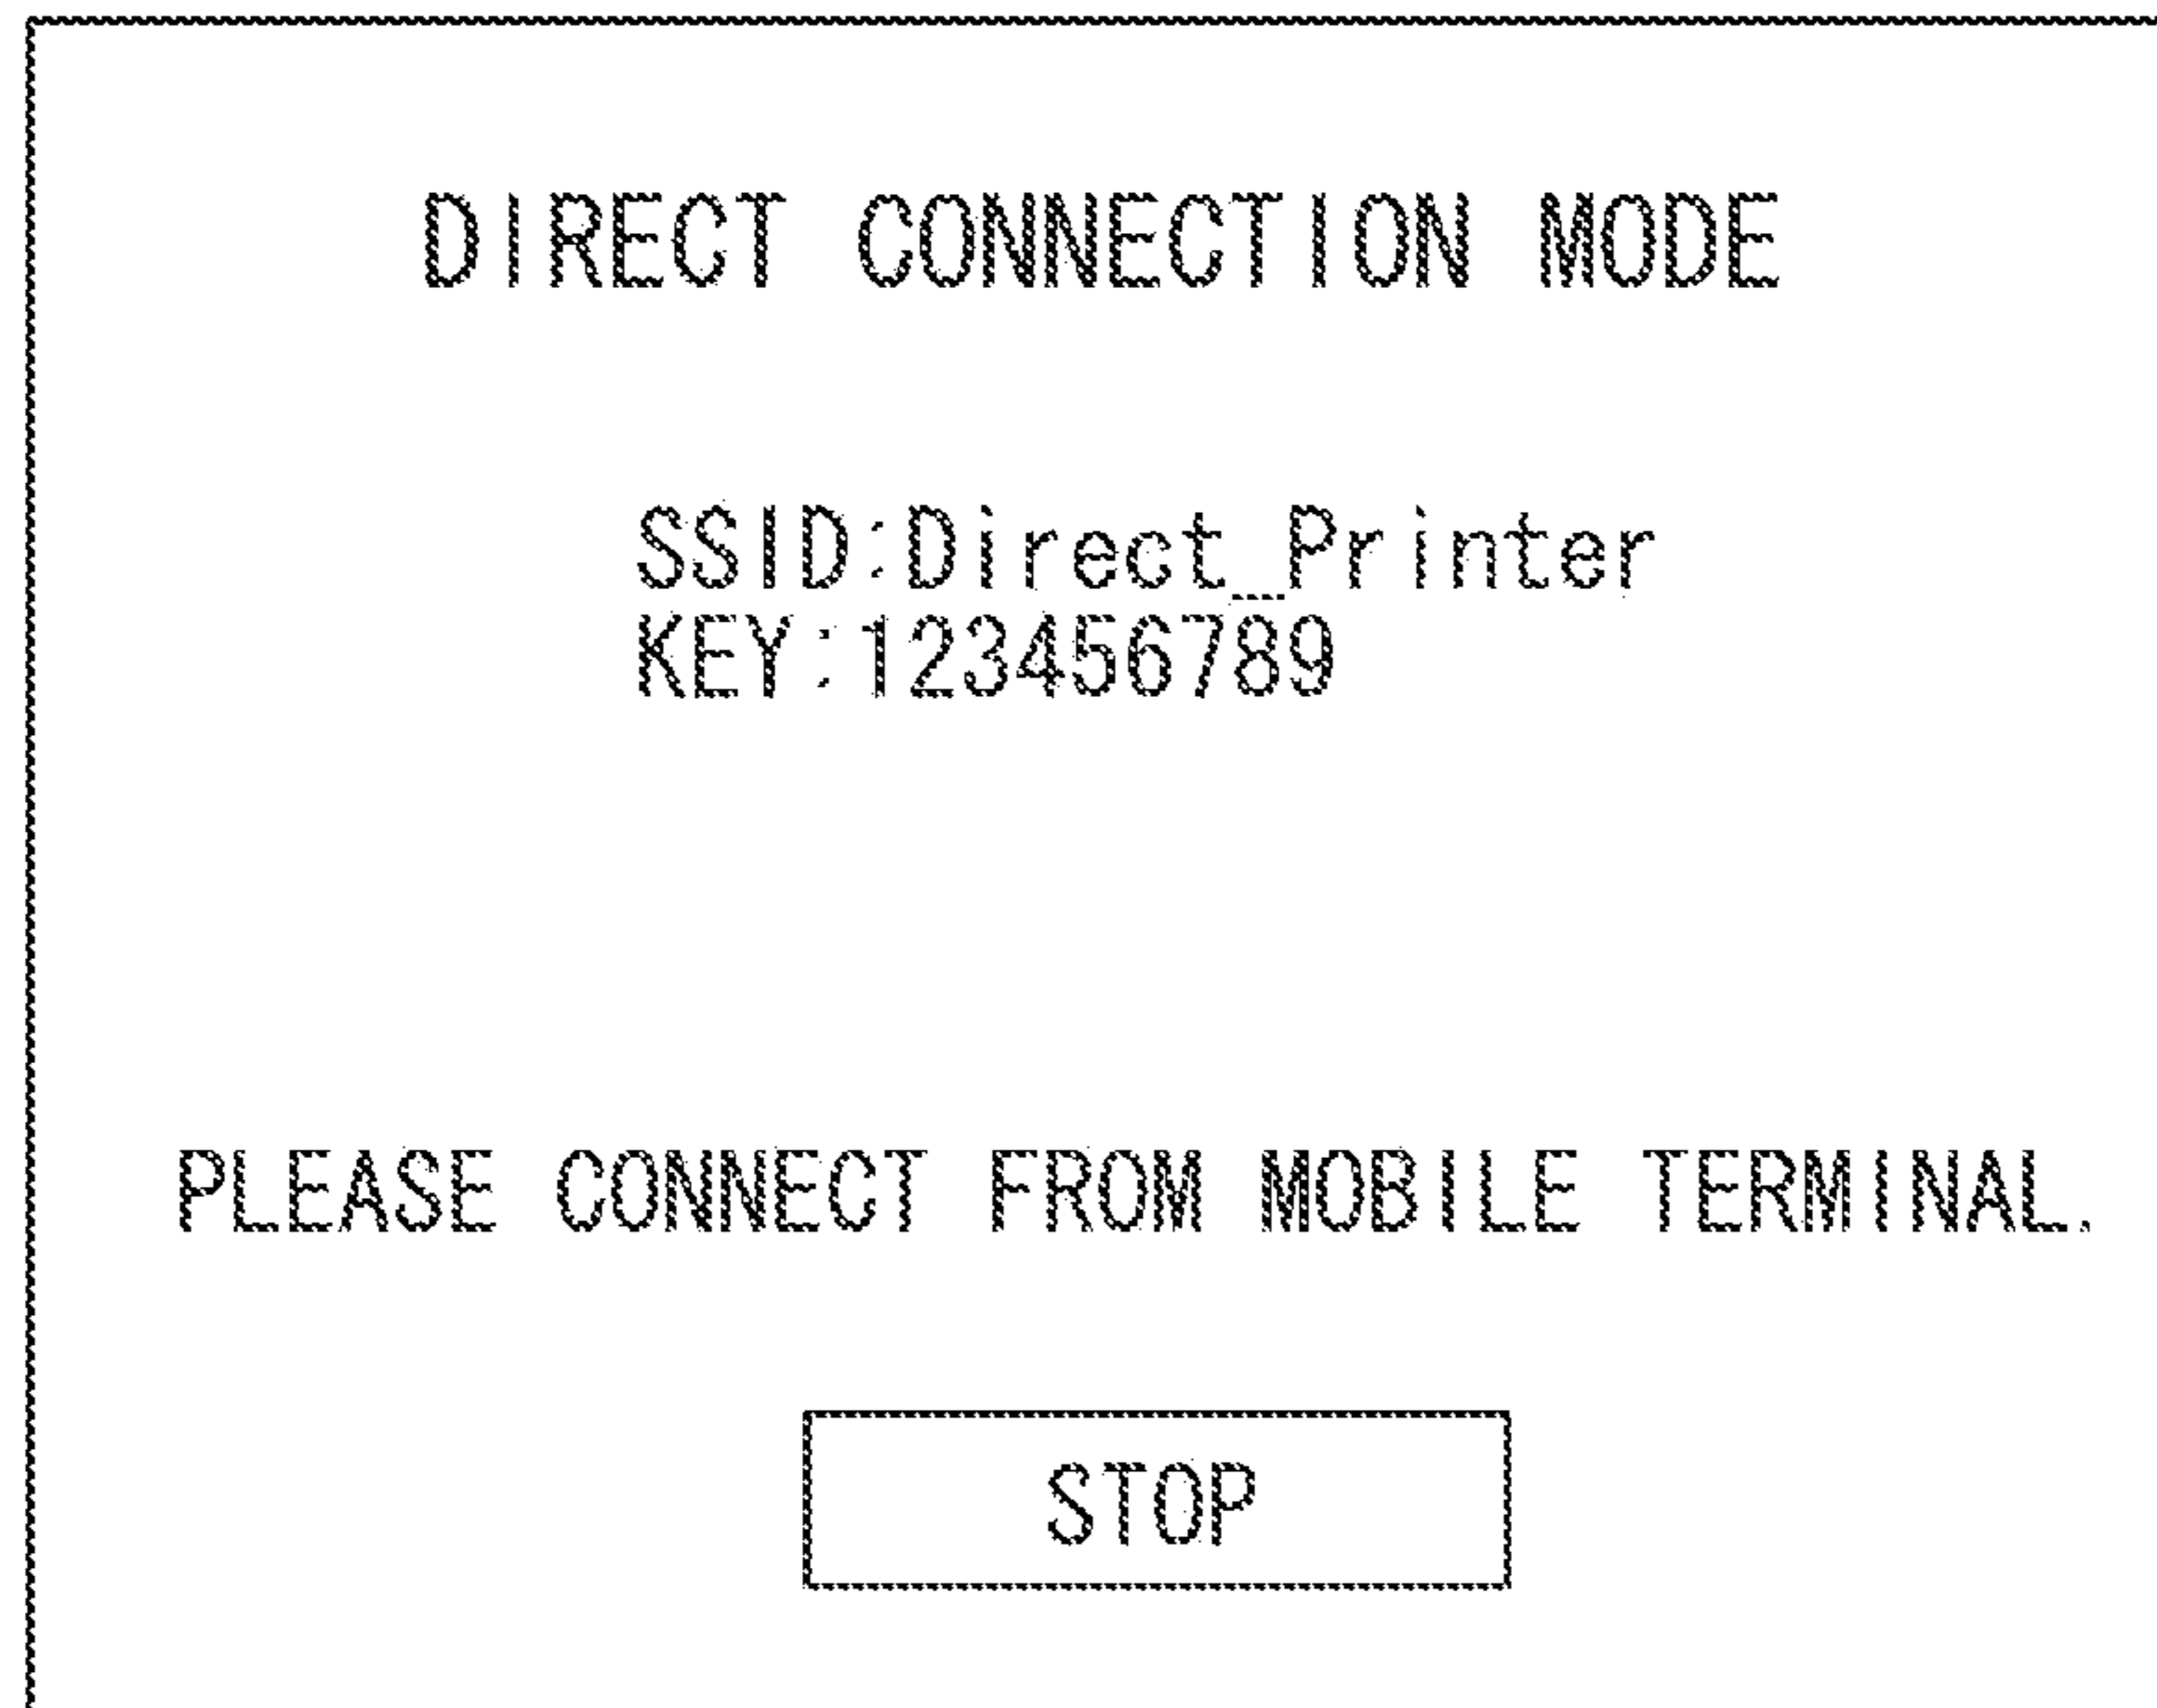 DIRECT CONNECTION MODE
SSID:Direct_Printer
KEY:123456789
PLEASE CONNECT FROM MOBILE TERMINAL.
STOP